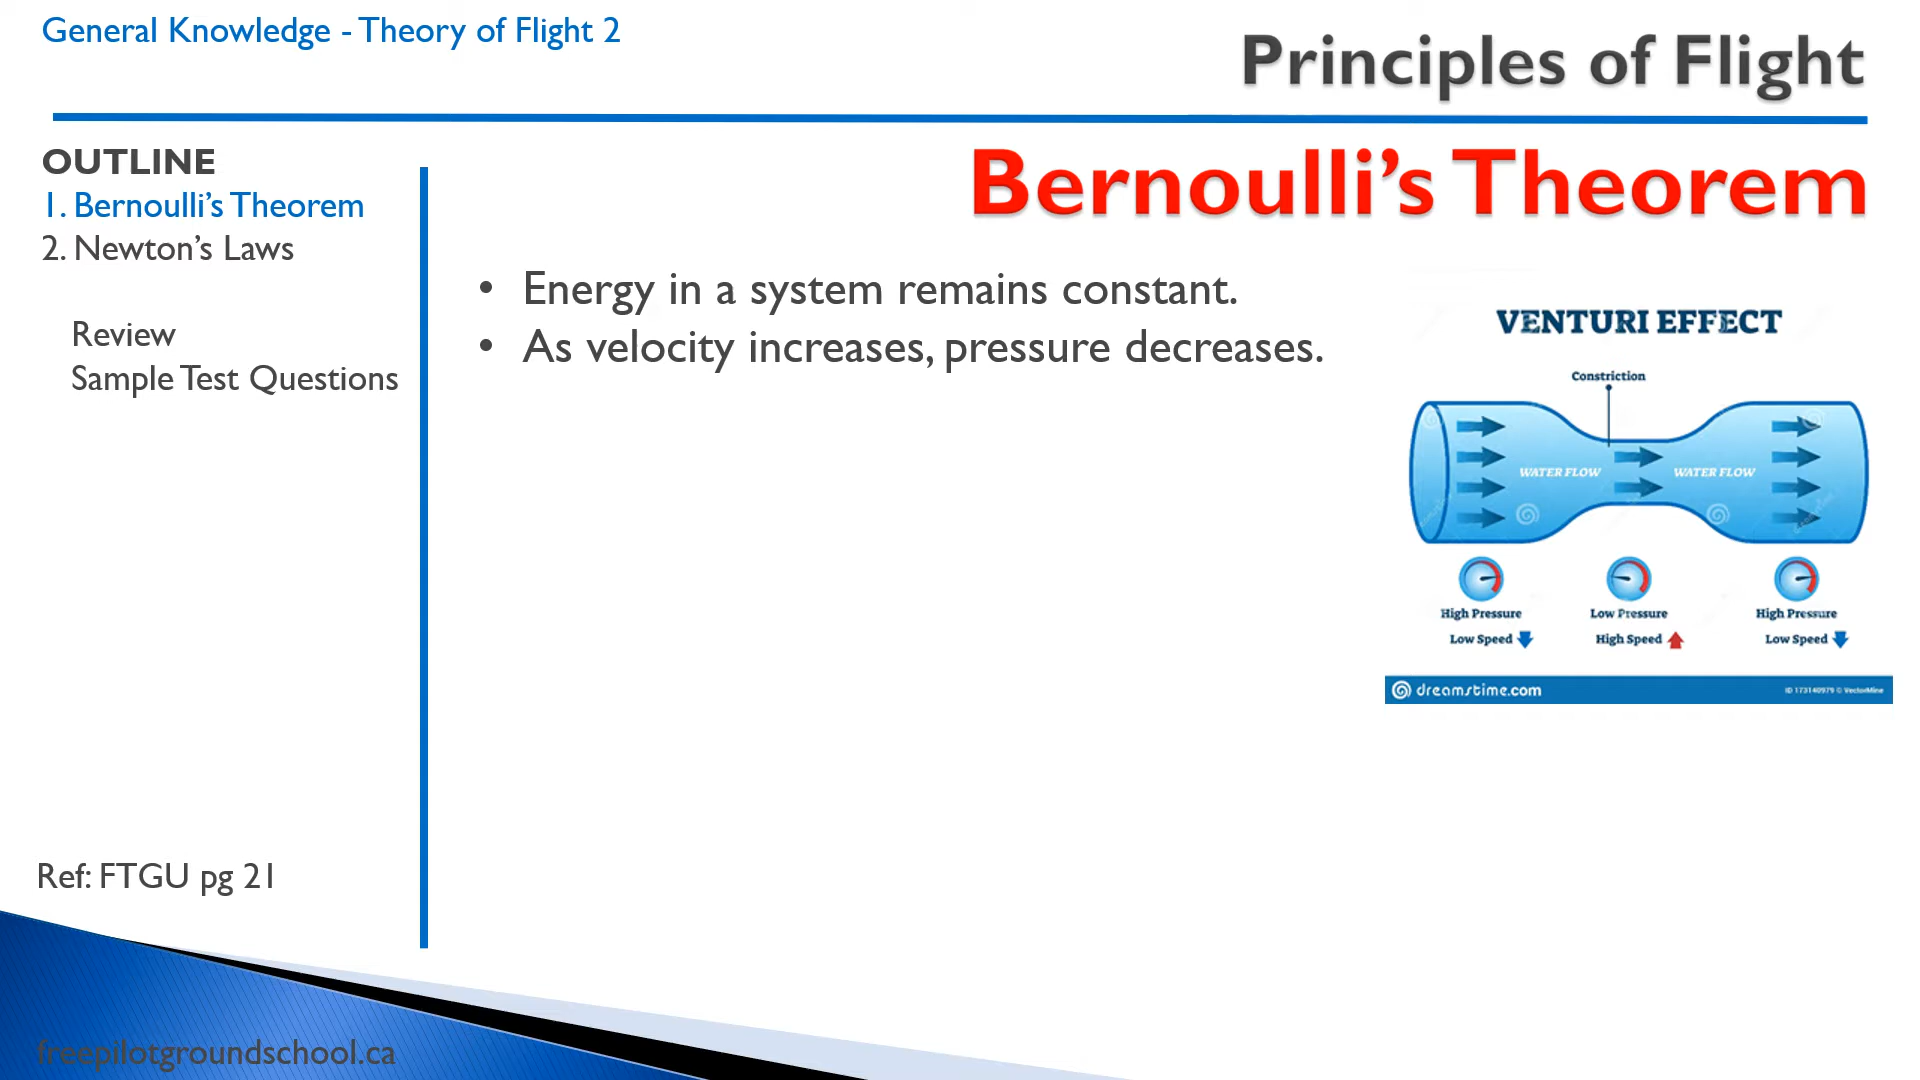 General Knowledge - Theory of Flight 2
Principles of Flight
OUTLINE
1. Bernoulli's Theorem
2. Newton's Laws
Review
Sample Test Questions
Ref: FTGU pg 21
freepilotgroundschool.ca
Bernoulli's Theorem
• Energy in a system remains constant.
• As velocity increases, pressure decreases.
VENTURI EFFECT
Constriction
WATER FLOW WATER FLOW
High Pressure Low Pressure High Pressure
Low Speed High Speed Low Speed
dreamstime.com ID 173140979 © VectorMine